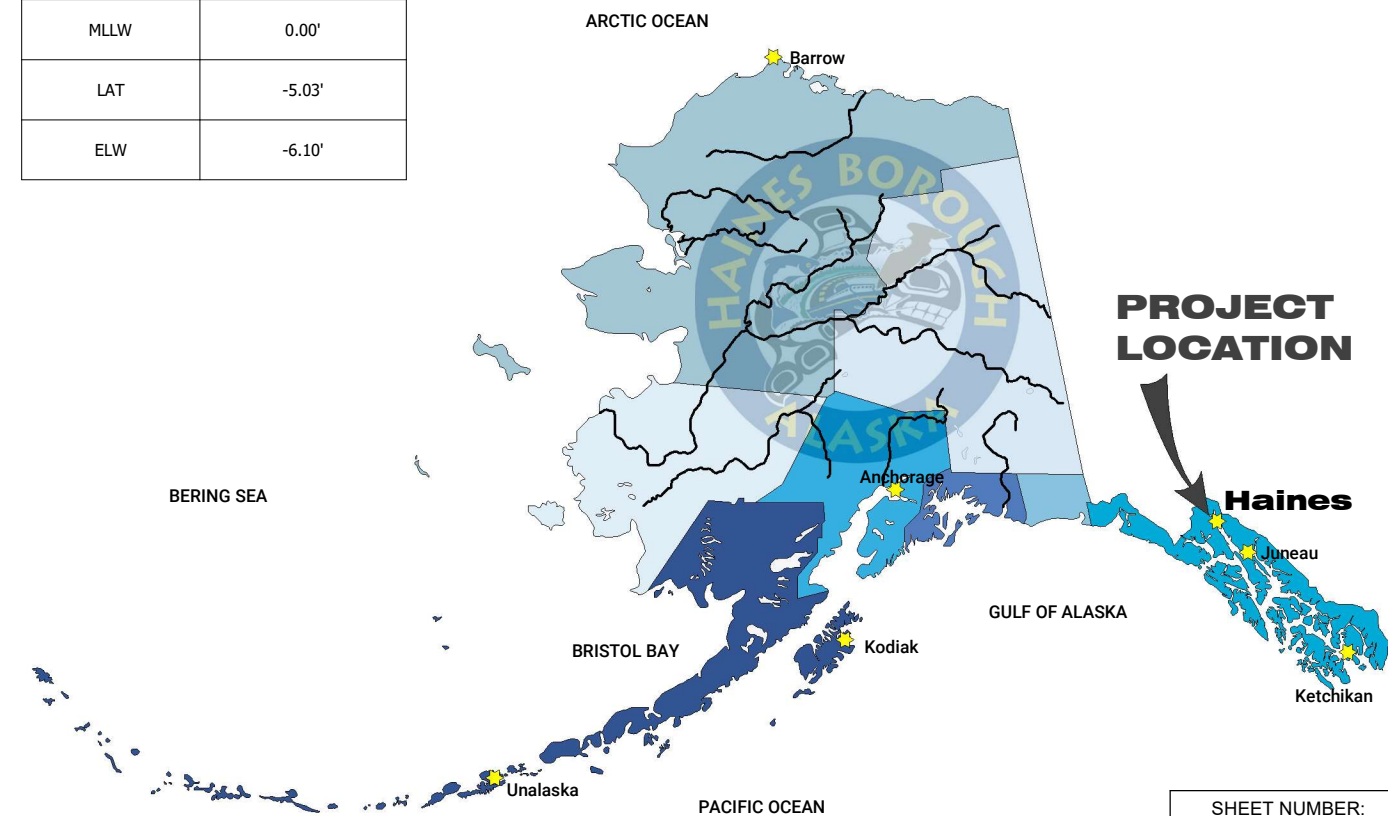 MLLW 0.00'
LAT -5.03'
ELW -6.10'
ARCTIC OCEAN
Barrow
HAINES BOROUGH
ALASKA
PROJECT
LOCATION
Anchorage
BERING SEA
Haines
Juneau
GULF OF ALASKA
BRISTOL BAY
Kodiak
Ketchikan
Unalaska
PACIFIC OCEAN
SHEET NUMBER: